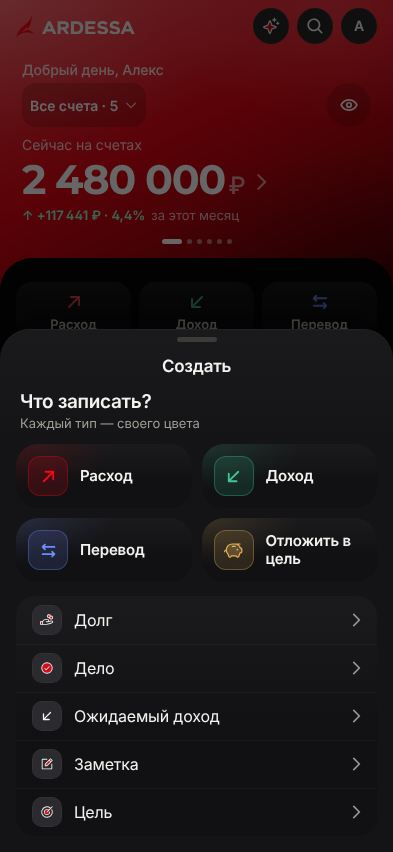 ARDESSA
A
Добрый день, Алекс
Все счета · 5
Сейчас на счетах
2 480 000 ₽
↑ +117 441 ₽ · 4,4% за этот месяц
Расход
Доход
Перевод
Создать
Что записать?
Каждый тип — своего цвета
Расход
Доход
Перевод
Отложить в
цель
Долг
Дело
Ожидаемый доход
Заметка
Цель